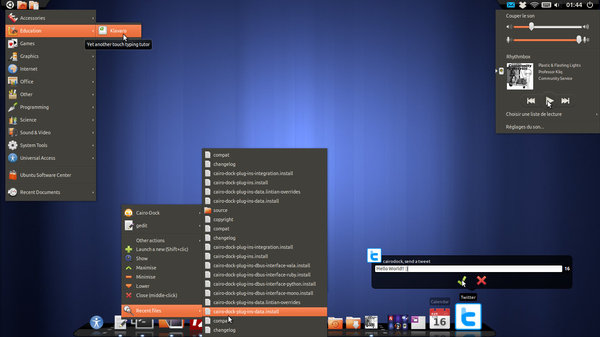 01:44
Accessories
Education
Games
Graphics
Internet
Office
Other
Programming
Science
Sound & Video
System Tools
Universal Access
Ubuntu Software Center
Recent Documents
Klavaro
Yet another touch typing tutor
Couper le son
Rhythmbox
Plastic & Flashing Lights
Professor Kliq
Community Service
Choisir une liste de lecture
Réglages du son...
Cairo-Dock
gedit
Other actions
Launch a new (Shift+clic)
Show
Maximise
Minimise
Lower
Close (middle-click)
Recent files
compat
changelog
cairo-dock-plug-ins-integration.install
cairo-dock-plug-ins.install
cairo-dock-plug-ins-data.lintian-overrides
cairo-dock-plug-ins-data.install
source
copyright
compat
changelog
cairo-dock-plug-ins-integration.install
cairo-dock-plug-ins.install
cairo-dock-plug-ins-dbus-interface-vala.install
cairo-dock-plug-ins-dbus-interface-ruby.install
cairo-dock-plug-ins-dbus-interface-python.install
cairo-dock-plug-ins-dbus-interface-mono.install
cairo-dock-plug-ins-data.lintian-overrides
cairo-dock-plug-ins-data.install
compat
changelog
cairodock, send a tweet
Hello World!! ;)
16
Calendar
Twitter
16